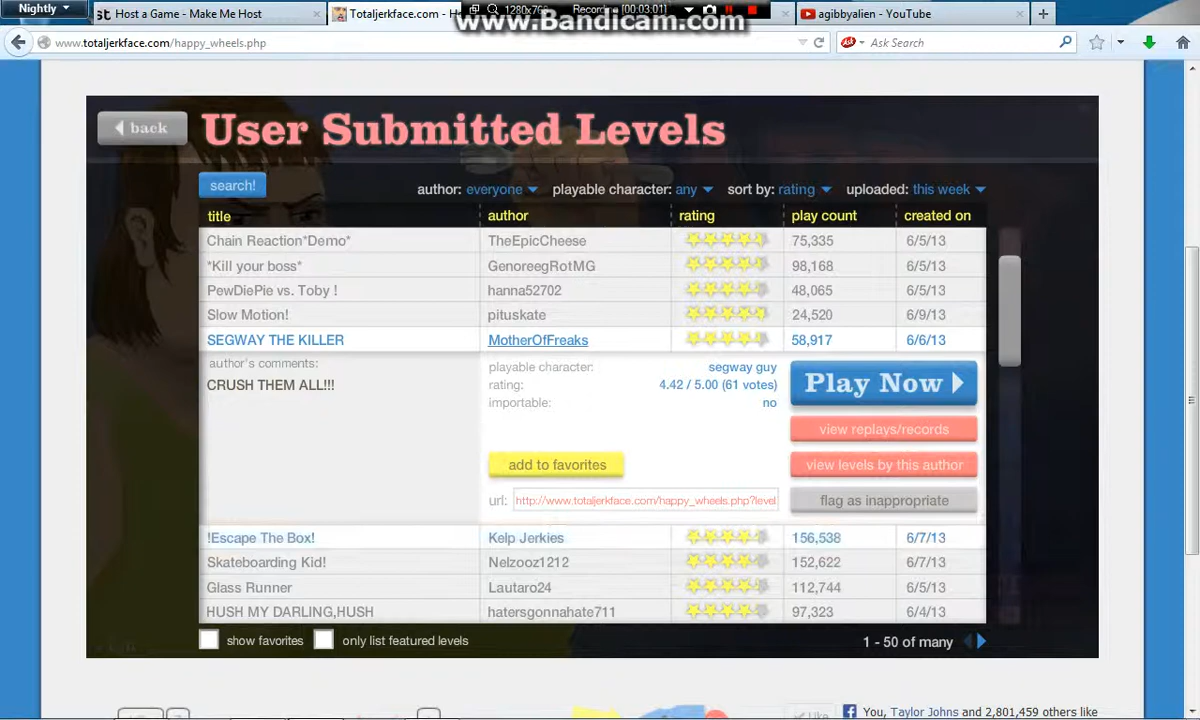 Nightly
Host a Game - Make Me Host
Totaljerkface.com - H
1280x766
Recording [00:03:01]
agibbyalien - YouTube
www.Bandicam.com
www.totaljerkface.com/happy_wheels.php
Ask Search
back
User Submitted Levels
search!
author: everyone playable character: any sort by: rating uploaded: this week
title author rating play count created on
Chain Reaction*Demo* TheEpicCheese 75,335 6/5/13
*Kill your boss* GenoreegRotMG 98,168 6/5/13
PewDiePie vs. Toby ! hanna52702 48,065 6/5/13
Slow Motion! pituskate 24,520 6/9/13
SEGWAY THE KILLER MotherOfFreaks 58,917 6/6/13
author's comments:
CRUSH THEM ALL!!!
playable character: segway guy
rating: 4.42 / 5.00 (61 votes)
importable: no
Play Now
view replays/records
add to favorites
view levels by this author
url: http://www.totaljerkface.com/happy_wheels.php?level
flag as inappropriate
!Escape The Box! Kelp Jerkies 156,538 6/7/13
Skateboarding Kid! Nelzooz1212 152,622 6/7/13
Glass Runner Lautaro24 112,744 6/5/13
HUSH MY DARLING,HUSH hatersgonnahate711 97,323 6/4/13
show favorites only list featured levels
1 - 50 of many
Like
You, Taylor Johns and 2,801,459 others like